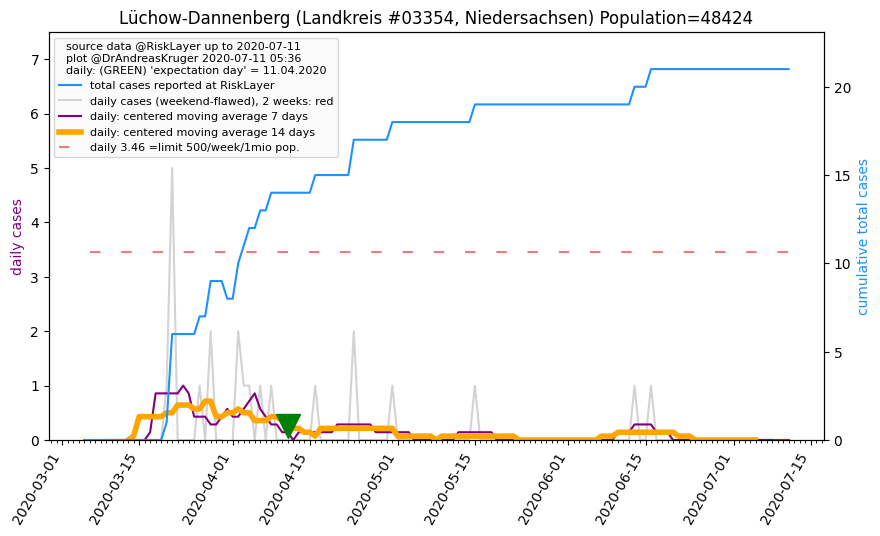 Lüchow-Dannenberg (Landkreis #03354, Niedersachsen) Population=48424
source data @RiskLayer up to 2020-07-11
plot @DrAndreasKruger 2020-07-11 05:36
daily: (GREEN) 'expectation day' = 11.04.2020
total cases reported at RiskLayer
daily cases (weekend-flawed), 2 weeks: red
daily: centered moving average 7 days
daily: centered moving average 14 days
daily 3.46 =limit 500/week/1mio pop.
daily cases
7
6
5
4
3
2
1
0
cumulative total cases
20
15
10
5
0
2020-03-01
2020-03-15
2020-04-01
2020-04-15
2020-05-01
2020-05-15
2020-06-01
2020-06-15
2020-07-01
2020-07-15